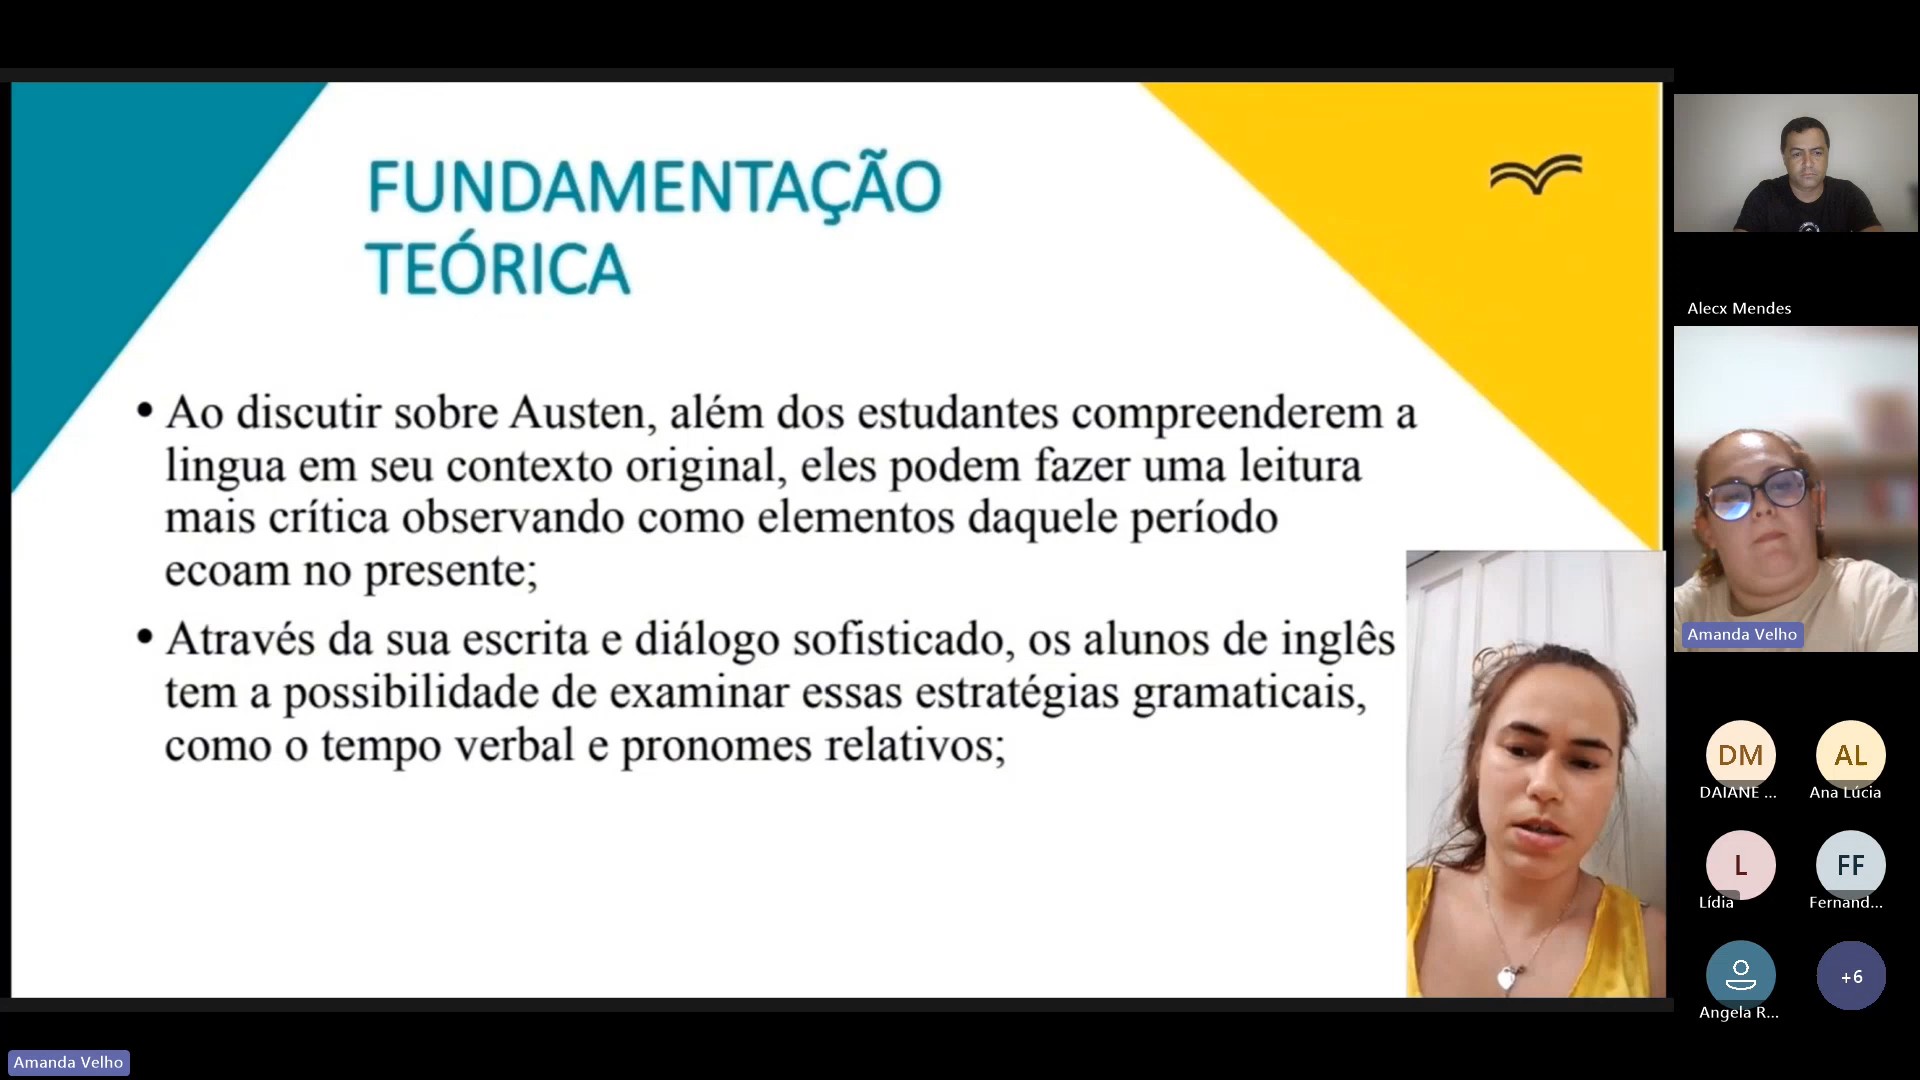 FUNDAMENTAÇÃO
TEÓRICA
• Ao discutir sobre Austen, além dos estudantes compreenderem a
lingua em seu contexto original, eles podem fazer uma leitura
mais crítica observando como elementos daquele período
ecoam no presente;
• Através da sua escrita e diálogo sofisticado, os alunos de inglês
tem a possibilidade de examinar essas estratégias gramaticais,
como o tempo verbal e pronomes relativos;
Alecx Mendes
Amanda Velho
DM
DAIANE ...
AL
Ana Lúcia
L
Lídia
FF
Fernand...
Angela R...
+6
Amanda Velho